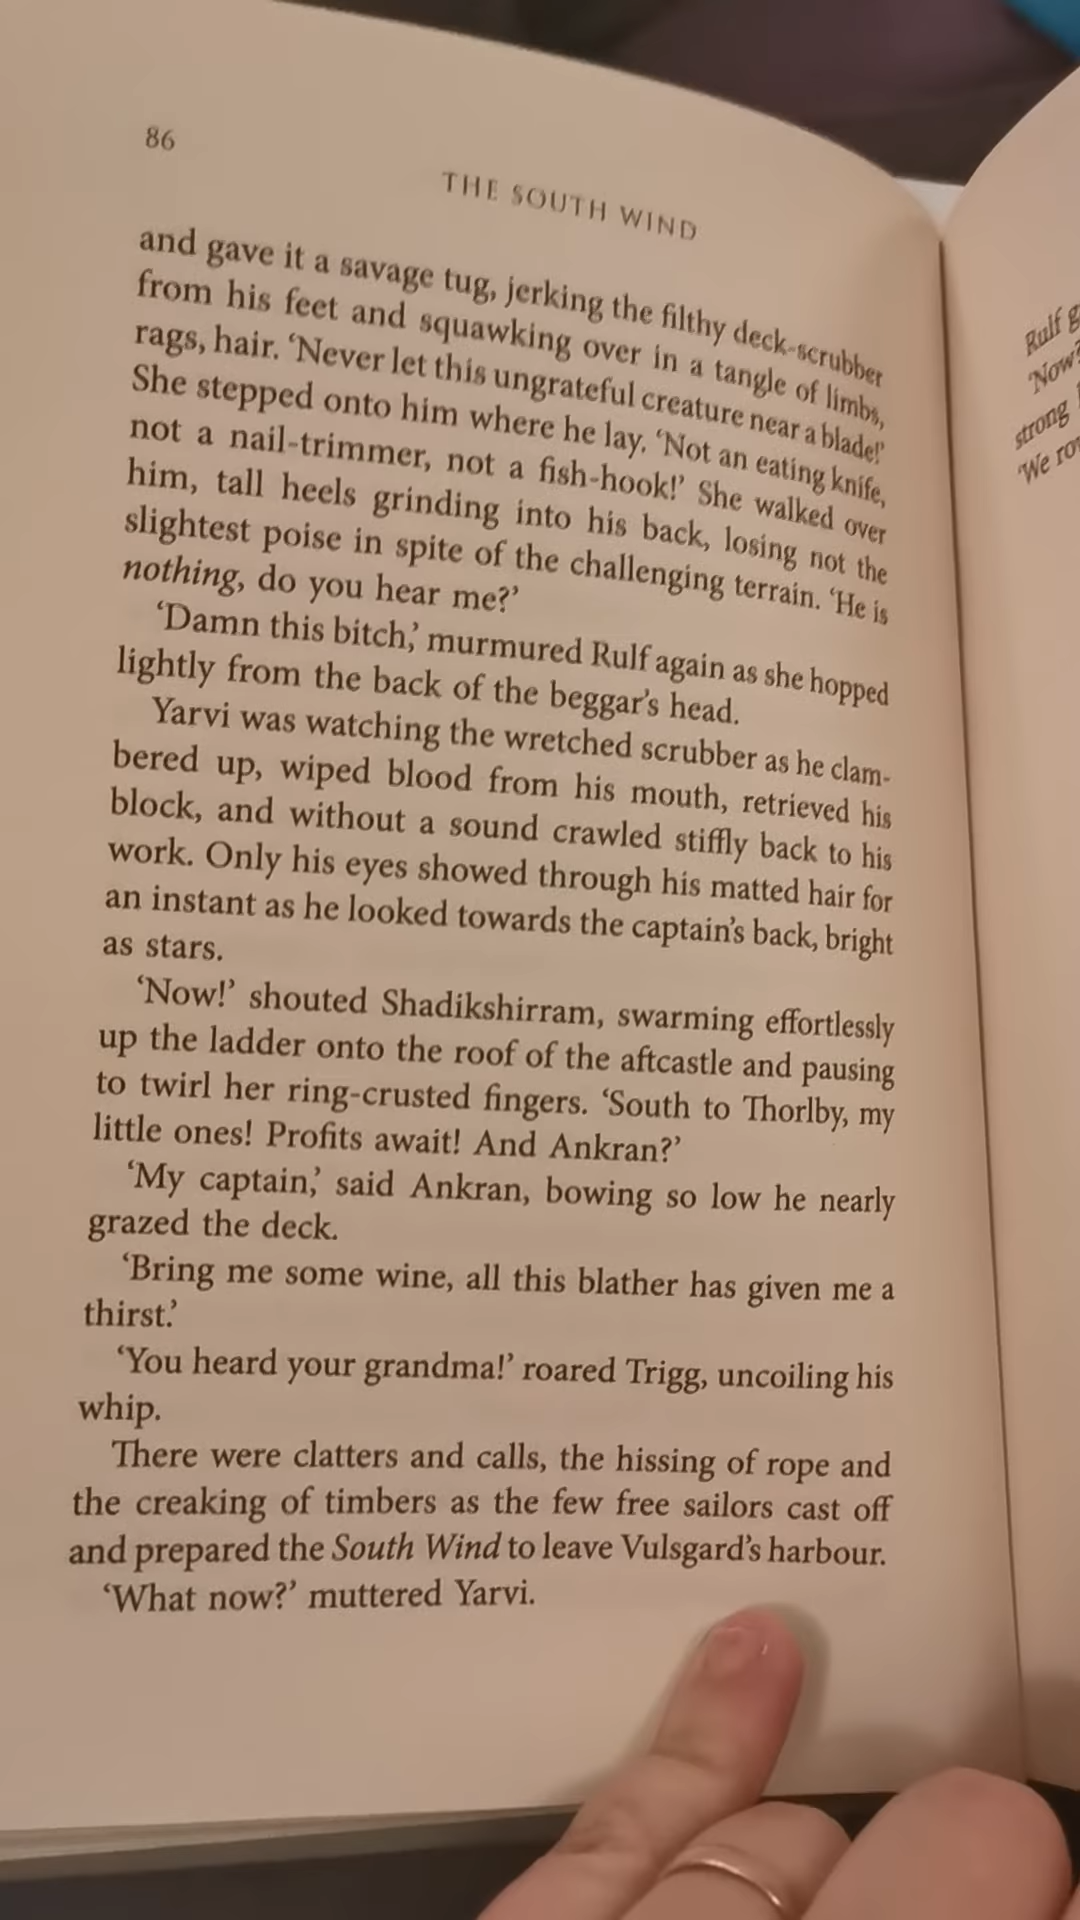 86
THE SOUTH WIND
and gave it a savage tug, jerking the filthy deck-scrubber
from his feet and squawking over in a tangle of limbs,
rags, hair. ‘Never let this ungrateful creature near a blade!’
She stepped onto him where he lay. ‘Not an eating knife,
not a nail-trimmer, not a fish-hook!’ She walked over
him, tall heels grinding into his back, losing not the
slightest poise in spite of the challenging terrain. ‘He is
nothing, do you hear me?’
‘Damn this bitch,’ murmured Rulf again as she hopped
lightly from the back of the beggar’s head.
Yarvi was watching the wretched scrubber as he clam-
bered up, wiped blood from his mouth, retrieved his
block, and without a sound crawled stiffly back to his
work. Only his eyes showed through his matted hair for
an instant as he looked towards the captain’s back, bright
as stars.
‘Now!’ shouted Shadikshirram, swarming effortlessly
up the ladder onto the roof of the aftcastle and pausing
to twirl her ring-crusted fingers. ‘South to Thorlby, my
little ones! Profits await! And Ankran?’
‘My captain,’ said Ankran, bowing so low he nearly
grazed the deck.
‘Bring me some wine, all this blather has given me a
thirst.’
‘You heard your grandma!’ roared Trigg, uncoiling his
whip.
There were clatters and calls, the hissing of rope and
the creaking of timbers as the few free sailors cast off
and prepared the South Wind to leave Vulsgard’s harbour.
‘What now?’ muttered Yarvi.
Rulf
‘Now
strong
‘We